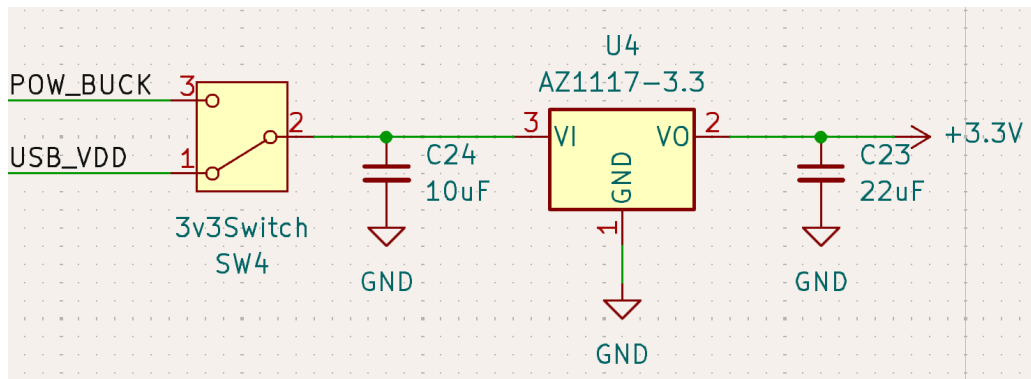 U4
AZ1117-3.3
POW_BUCK
3
2
USB_VDD
1
3v3Switch
SW4
C24
10uF
GND
3
VI
VO
2
GND
1
GND
+3.3V
C23
22uF
GND